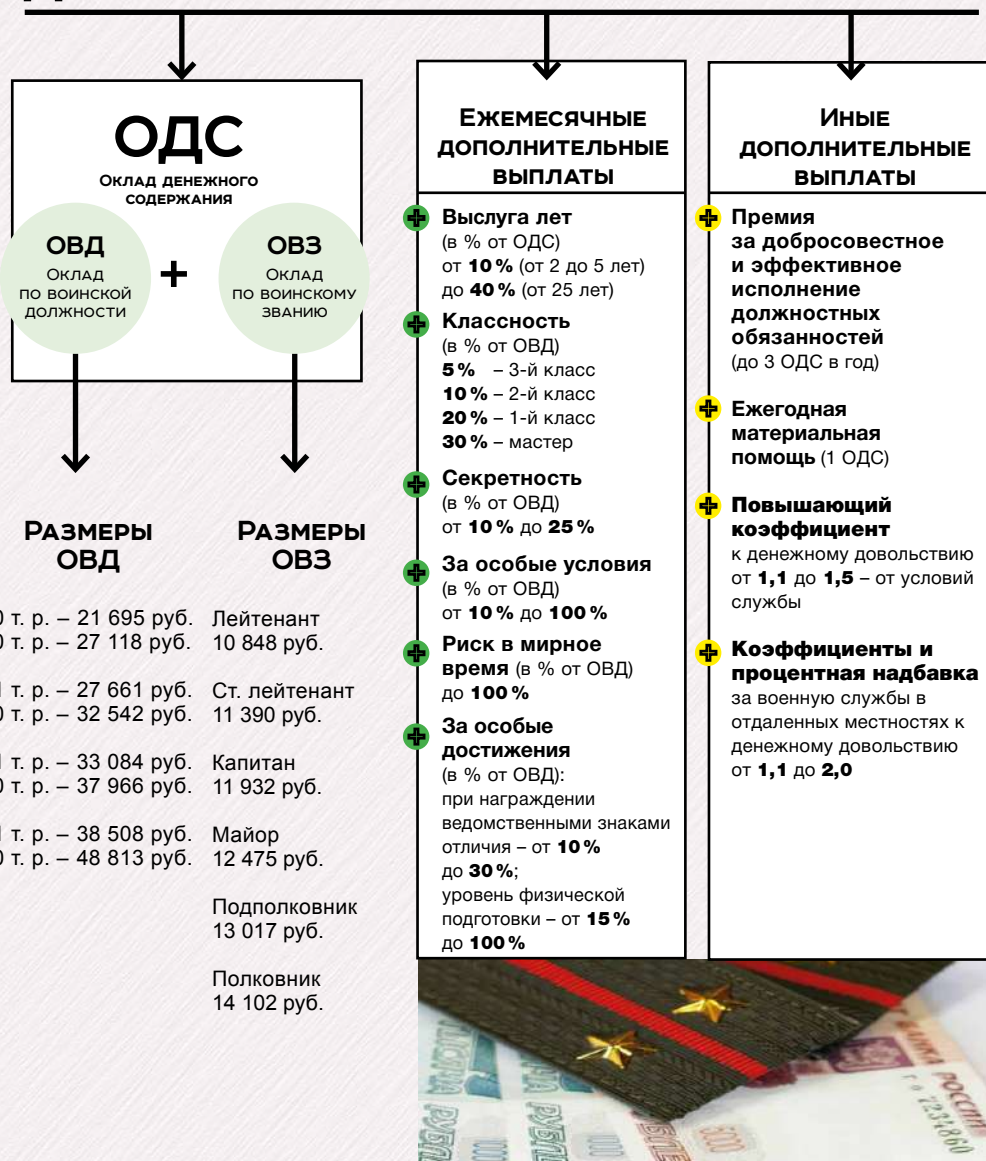 ОДС
Оклад денежного
содержания
ОВД
Оклад
по воинской
должности
+
ОВЗ
Оклад
по воинскому
званию
Размеры
ОВД
т. р. – 21 695 руб.
т. р. – 27 118 руб.
т. р. – 27 661 руб.
т. р. – 32 542 руб.
т. р. – 33 084 руб.
т. р. – 37 966 руб.
т. р. – 38 508 руб.
т. р. – 48 813 руб.
Размеры
ОВЗ
Лейтенант
10 848 руб.
Ст. лейтенант
11 390 руб.
Капитан
11 932 руб.
Майор
12 475 руб.
Подполковник
13 017 руб.
Полковник
14 102 руб.
Ежемесячные
дополнительные
выплаты
Выслуга лет
(в % от ОДС)
от 10 % (от 2 до 5 лет)
до 40 % (от 25 лет)
Классность
(в % от ОВД)
5 % – 3-й класс
10 % – 2-й класс
20 % – 1-й класс
30 % – мастер
Секретность
(в % от ОВД)
от 10 % до 25 %
За особые условия
(в % от ОВД)
от 10 % до 100 %
Риск в мирное
время (в % от ОВД)
до 100 %
За особые
достижения
(в % от ОВД):
при награждении
ведомственными знаками
отличия – от 10 %
до 30 %;
уровень физической
подготовки – от 15 %
до 100 %
Иные
дополнительные
выплаты
Премия
за добросовестное
и эффективное
исполнение
должностных
обязанностей
(до 3 ОДС в год)
Ежегодная
материальная
помощь (1 ОДС)
Повышающий
коэффициент
к денежному довольствию
от 1,1 до 1,5 – от условий
службы
Коэффициенты и
процентная надбавка
за военную службы в
отдаленных местностях к
денежному довольствию
от 1,1 до 2,0
БАНКА РОССИИ
7234860